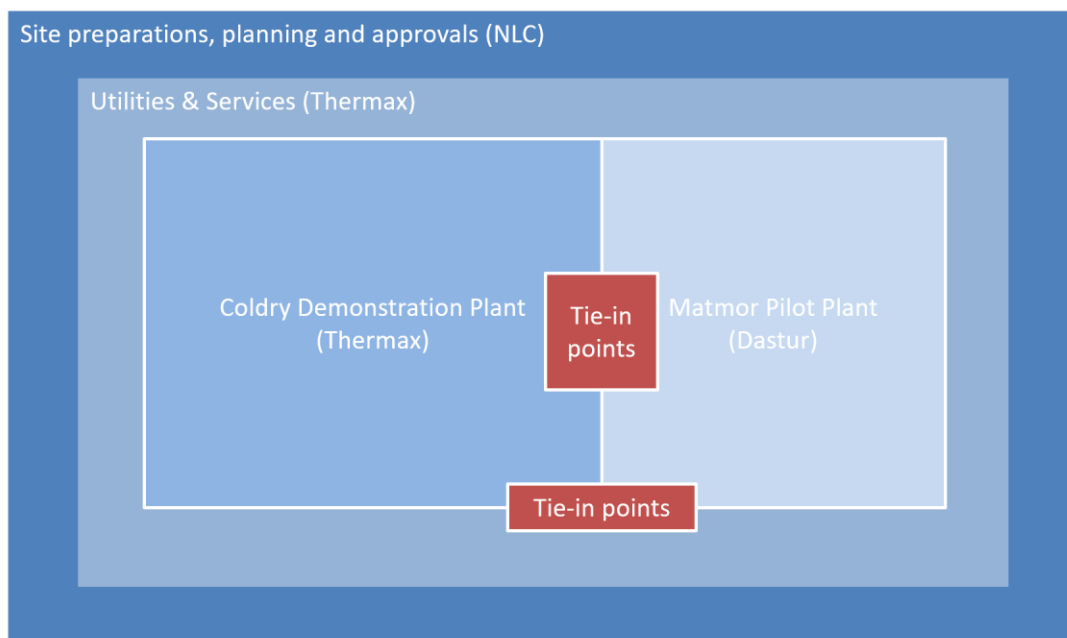 Site preparations, planning and approvals (NLC)
Utilities & Services (Thermax)
Coldry Demonstration Plant
(Thermax)
Tie-in
points
Matmor Pilot Plant
(Dastur)
Tie-in points